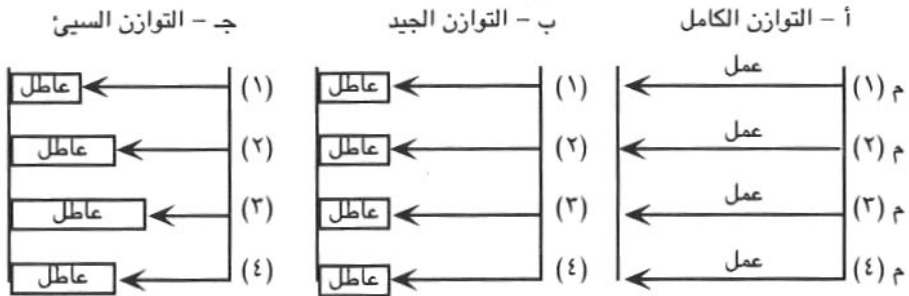 أ – التوازن الكامل
ب – التوازن الجيد
جـ – التوازن السيئ
م (١) عمل
(١) عاطل
(١) عاطل
م (٢) عمل
(٢) عاطل
(٢) عاطل
م (٣) عمل
(٣) عاطل
(٣) عاطل
م (٤) عمل
(٤) عاطل
(٤) عاطل